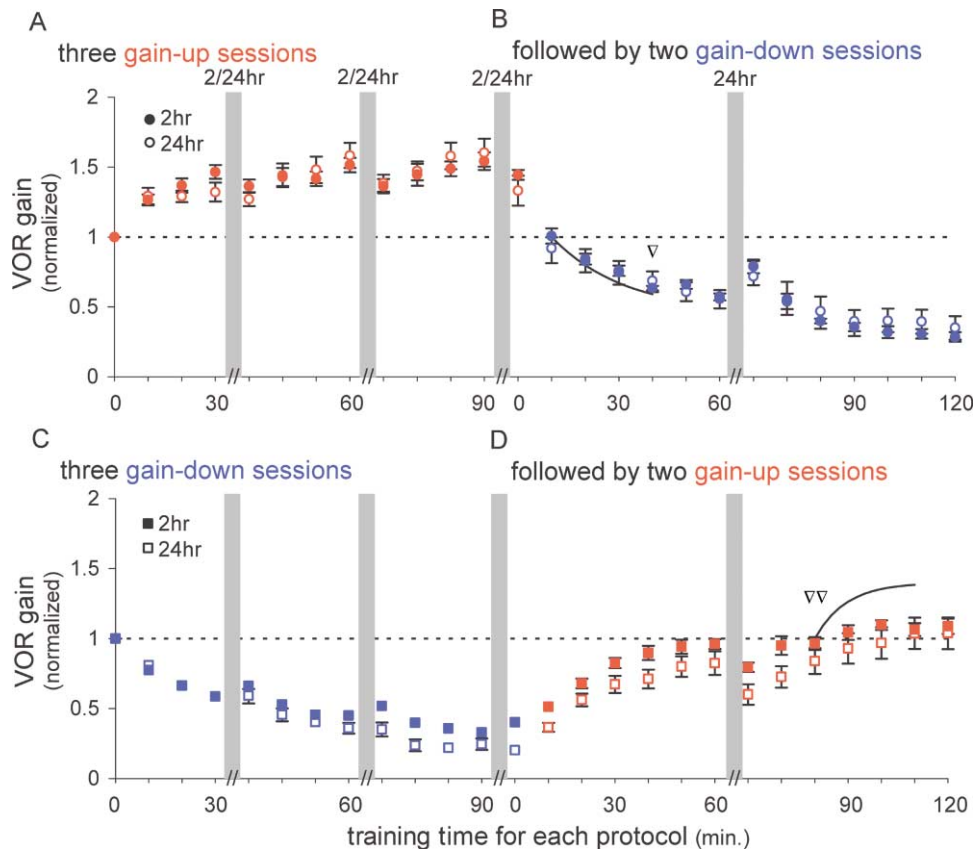 A
B
three gain-up sessions
followed by two gain-down sessions
2/24hr 2/24hr 2/24hr 24hr
2
1.5
1
0.5
0
2hr
24hr
VOR gain
(normalized)
0 30 60 90 0 60 90 120
C
D
three gain-down sessions
followed by two gain-up sessions
2
1.5
1
0.5
0
2hr
24hr
VOR gain
(normalized)
0 30 60 90 0 30 60 90 120
training time for each protocol (min.)